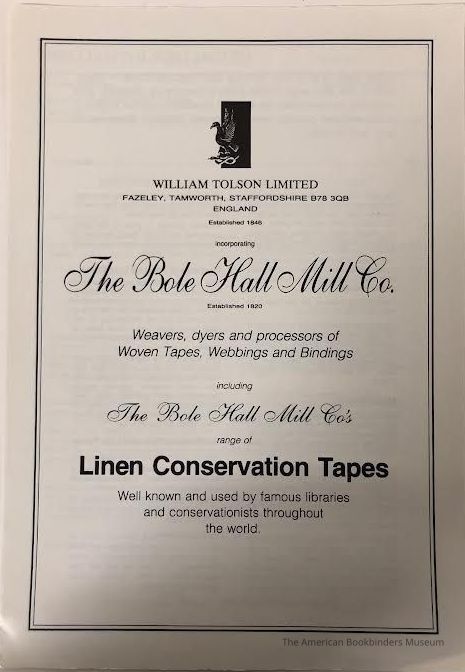 WILLIAM TOLSON LIMITED
FAZELEY, TAMWORTH, STAFFORDSHIRE B78 3QB
ENGLAND
Established 1846
incorporating
The Bole Hall Mill Co.
Established 1820
Weavers, dyers and processors of
Woven Tapes, Webbings and Bindings
including
The Bole Hall Mill Co's
range of
Linen Conservation Tapes
Well known and used by famous libraries
and conservationists throughout
the world.
The American Bookbinders Museum